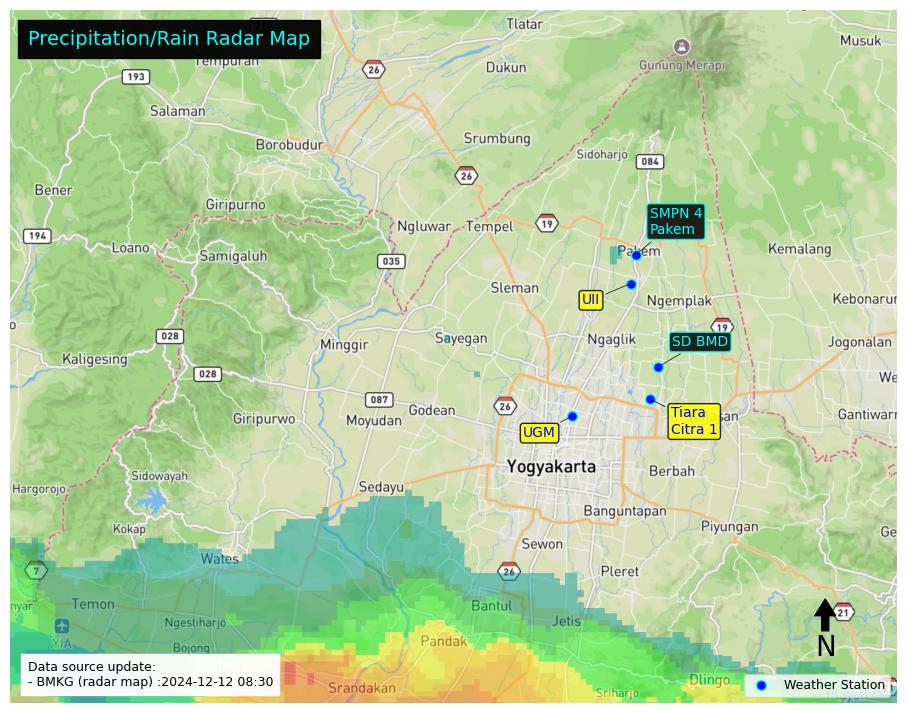 Precipitation/Rain Radar Map
Tlatar
Musuk
Tempuran
26
193
Dukun
Gunung Merapi
Salaman
Srumbung
Borobudur
Sidoharjo
084
26
Bener
Giripurno
SMPN 4
Pakem
194
Ngluwar
Tempel
19
Loano
Samigaluh
035
Pakem
Kemalang
Sleman
UII
Ngemplak
Kebonarum
19
028
Minggir
Sayegan
Ngaglik
SD BMD
Jogonalan
Kaligesing
028
087
Godean
26
Tiara
Citra 1
Gantiwarn
Giripurwo
Moyudan
UGM
Yogyakarta
Berbah
Sidowayah
Hargorojo
Sedayu
Banguntapan
Kokap
Piyungan
Sewon
Wates
7
26
Pleret
Temon
Bantul
21
Ngestiharjo
Jetis
YIA
Bojong
Pandak
N
Data source update:
- BMKG (radar map) :2024-12-12 08:30
Srandakan
Sriharjo
Dlingo
Weather Station